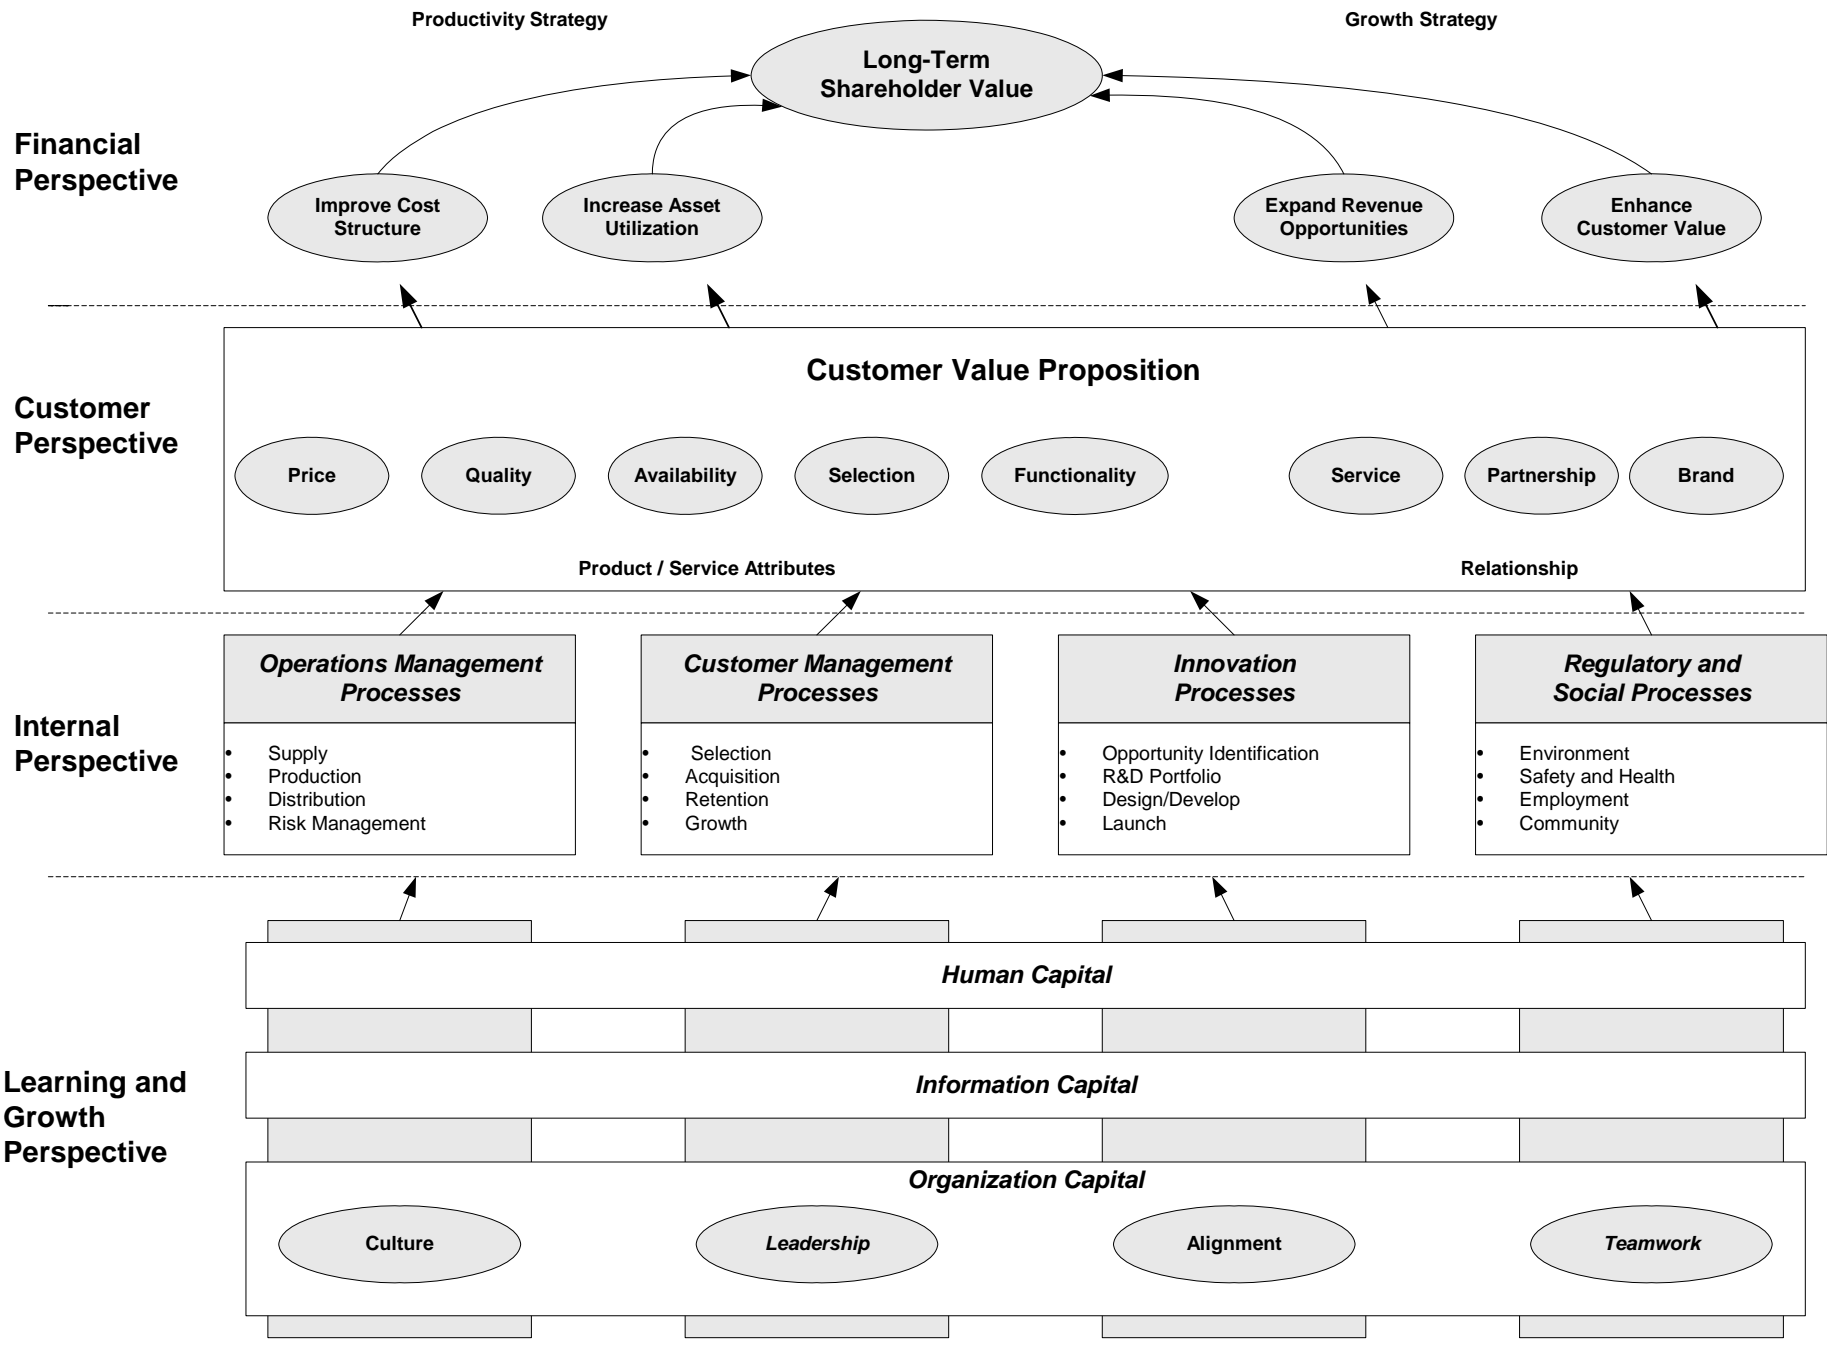 Productivity Strategy
Growth Strategy
Long-Term
Shareholder Value
Financial
Perspective
Improve Cost
Structure
Increase Asset
Utilization
Expand Revenue
Opportunities
Enhance
Customer Value
Customer Value Proposition
Customer
Perspective
Price
Quality
Availability
Selection
Functionality
Service
Partnership
Brand
Product / Service Attributes
Relationship
Internal
Perspective
Operations Management
Processes
• Supply
• Production
• Distribution
• Risk Management
Customer Management
Processes
• Selection
• Acquisition
• Retention
• Growth
Innovation
Processes
• Opportunity Identification
• R&D Portfolio
• Design/Develop
• Launch
Regulatory and
Social Processes
• Environment
• Safety and Health
• Employment
• Community
Learning and
Growth
Perspective
Human Capital
Information Capital
Organization Capital
Culture
Leadership
Alignment
Teamwork